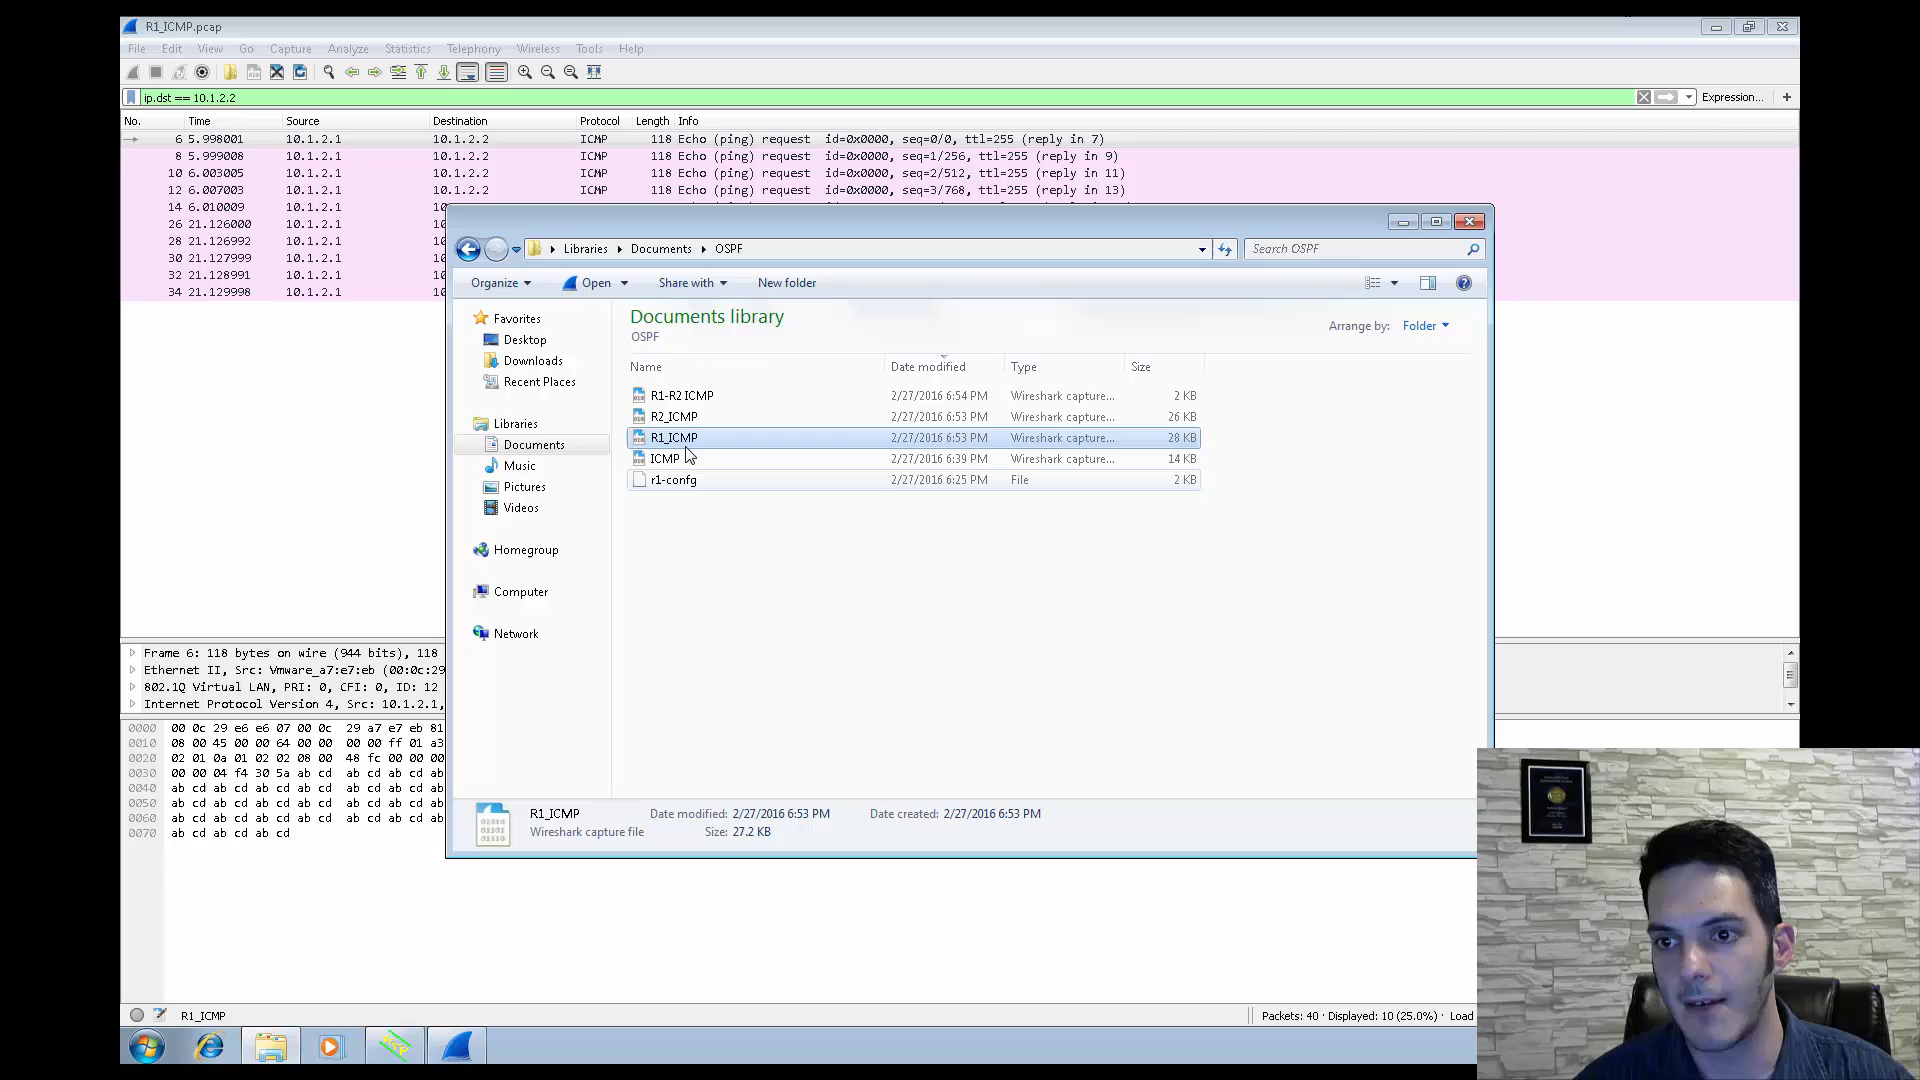 R1_ICMP.pcap
File Edit View Go Capture Analyze Statistics Telephony Wireless Tools Help
ip.dst == 10.1.2.2 Expression... +
No. Time Source Destination Protocol Length Info
6 5.998001 10.1.2.1 10.1.2.2 ICMP 118 Echo (ping) request id=0x0000, seq=0/0, ttl=255 (reply in 7)
8 5.999008 10.1.2.1 10.1.2.2 ICMP 118 Echo (ping) request id=0x0000, seq=1/256, ttl=255 (reply in 9)
10 6.003005 10.1.2.1 10.1.2.2 ICMP 118 Echo (ping) request id=0x0000, seq=2/512, ttl=255 (reply in 11)
12 6.007003 10.1.2.1 10.1.2.2 ICMP 118 Echo (ping) request id=0x0000, seq=3/768, ttl=255 (reply in 13)
14 6.010009 10.1.2.1 10
26 21.126000 10.1.2.1 10
28 21.126992 10.1.2.1 10
30 21.127999 10.1.2.1 10
32 21.128991 10.1.2.1 10
34 21.129998 10.1.2.1 10
Libraries Documents OSPF Search OSPF
Organize Open Share with New folder
Documents library
OSPF
Arrange by: Folder
Favorites
Desktop
Downloads
Recent Places
Libraries
Documents
Music
Pictures
Videos
Homegroup
Computer
Network
Name Date modified Type Size
R1-R2 ICMP 2/27/2016 6:54 PM Wireshark capture... 2 KB
R2_ICMP 2/27/2016 6:53 PM Wireshark capture... 26 KB
R1_ICMP 2/27/2016 6:53 PM Wireshark capture... 28 KB
ICMP 2/27/2016 6:39 PM Wireshark capture... 14 KB
r1-confg 2/27/2016 6:25 PM File 2 KB
R1_ICMP Date modified: 2/27/2016 6:53 PM Date created: 2/27/2016 6:53 PM
Wireshark capture file Size: 27.2 KB
Frame 6: 118 bytes on wire (944 bits), 118
Ethernet II, Src: Vmware_a7:e7:eb (00:0c:29
802.1Q Virtual LAN, PRI: 0, CFI: 0, ID: 12
Internet Protocol Version 4, Src: 10.1.2.1,
0000 00 0c 29 e6 e6 07 00 0c 29 a7 e7 eb 81
0010 08 00 45 00 00 64 00 00 00 00 ff 01 a3
0020 02 01 0a 01 02 02 08 00 48 fc 00 00 00
0030 00 00 04 f4 30 5a ab cd ab cd ab cd ab
0040 ab cd ab cd ab cd ab cd ab cd ab cd ab
0050 ab cd ab cd ab cd ab cd ab cd ab cd ab
0060 ab cd ab cd ab cd ab cd ab cd ab cd ab
0070 ab cd ab cd ab cd
R1_ICMP Packets: 40 · Displayed: 10 (25.0%) · Load